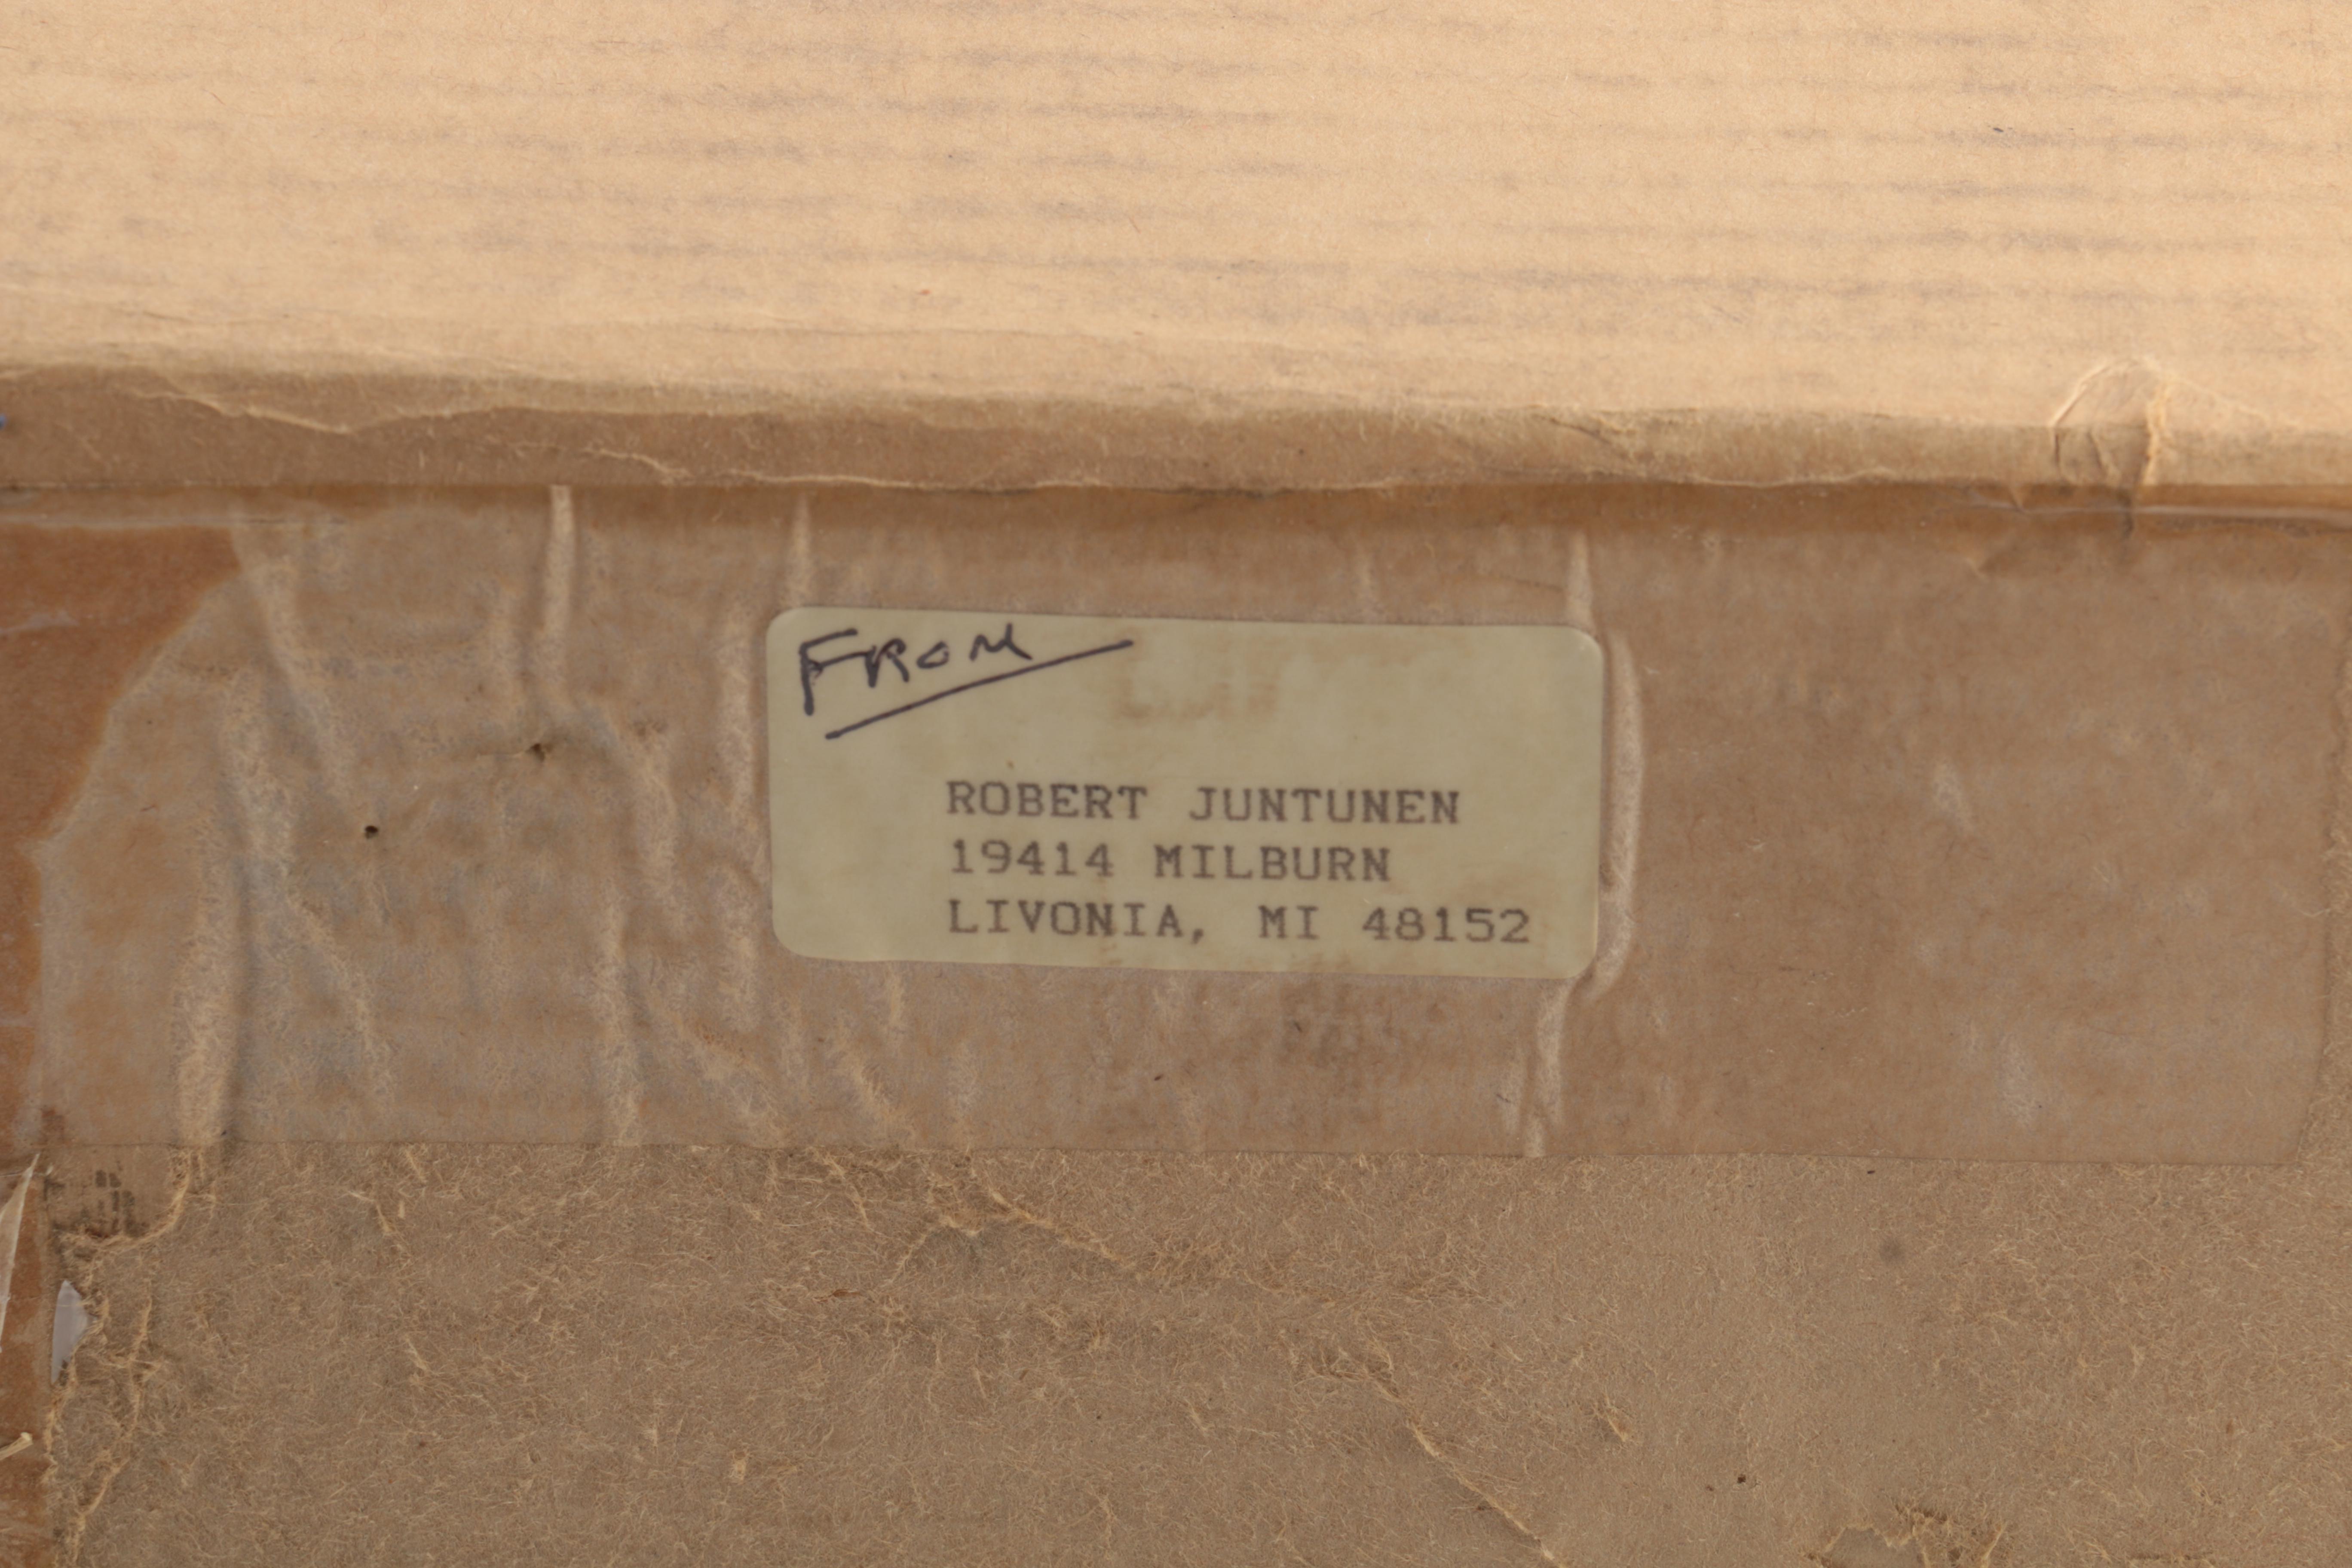 FROM
ROBERT JUNTUNEN
19414 MILBURN
LIVONIA, MI 48152